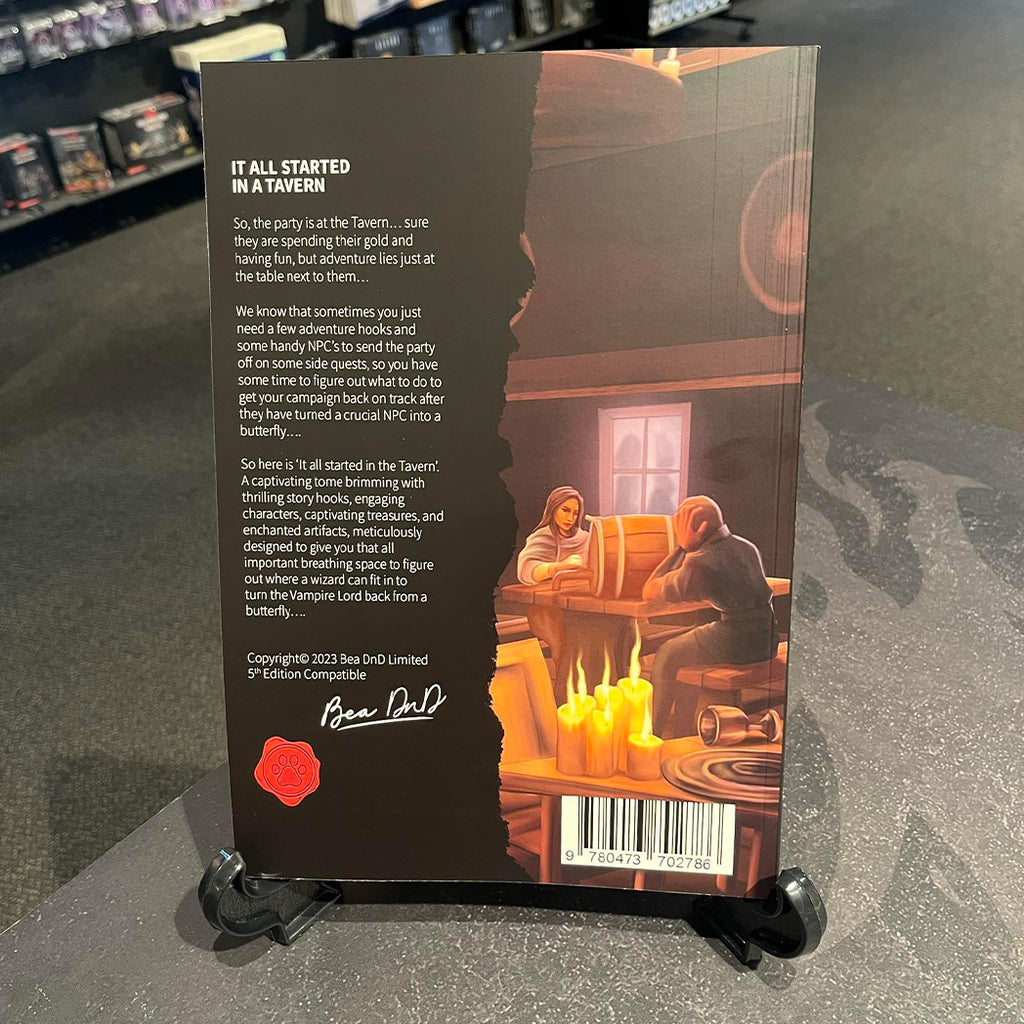 IT ALL STARTED
IN A TAVERN
So, the party is at the Tavern... sure
they are spending their gold and
having fun, but adventure lies just at
the table next to them...
We know that sometimes you just
need a few adventure hooks and
some handy NPC's to send the party
off on some side quests, so you have
some time to figure out what to do to
get your campaign back on track after
they have turned a crucial NPC into a
butterfly....
So here is 'It all started in the Tavern'.
A captivating tome brimming with
thrilling story hooks, engaging
characters, captivating treasures, and
enchanted artifacts, meticulously
designed to give you that all
important breathing space to figure
out where a wizard can fit in to
turn the Vampire Lord back from a
butterfly....
Copyright© 2023 Bea DnD Limited
5th Edition Compatible
Bea DnD
9 780473 702786